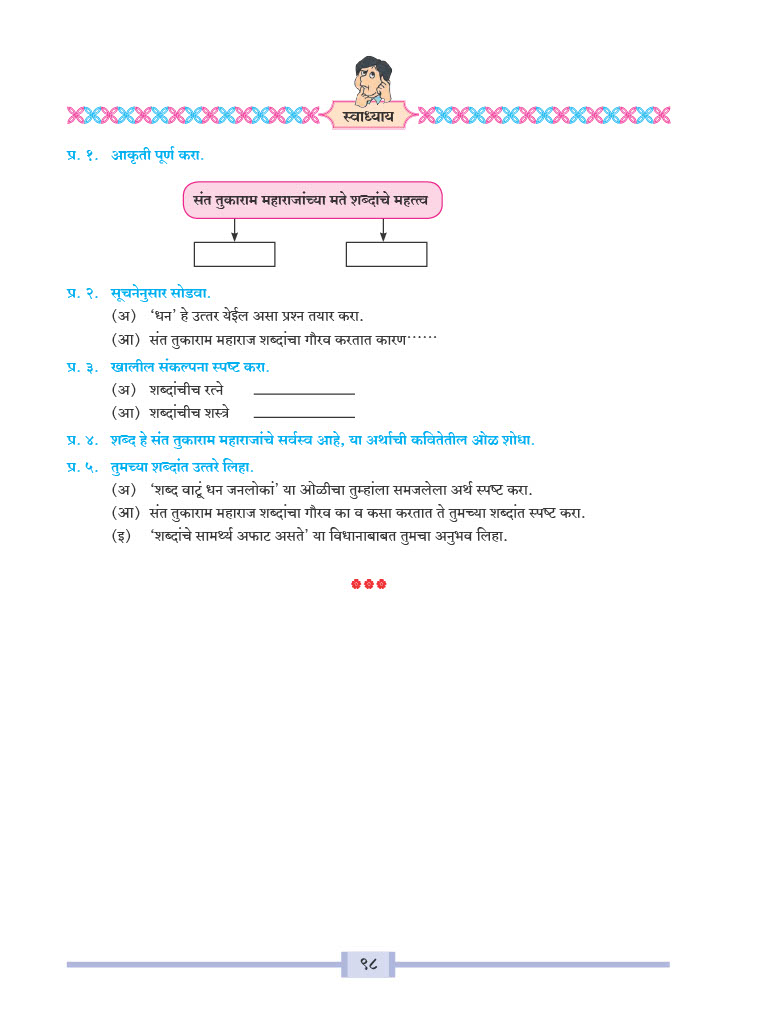 स्वाध्याय
प्र. १. आकृती पूर्ण करा.
संत तुकाराम महाराजांच्या मते शब्दांचे महत्त्व
प्र. २. सूचनेनुसार सोडवा.
(अ) ‘धन’ हे उत्तर येईल असा प्रश्न तयार करा.
(आ) संत तुकाराम महाराज शब्दांचा गौरव करतात कारण······
प्र. ३. खालील संकल्पना स्पष्ट करा.
(अ) शब्दांचीच रत्ने ____________
(आ) शब्दांचीच शस्त्रे ____________
प्र. ४. शब्द हे संत तुकाराम महाराजांचे सर्वस्व आहे, या अर्थाची कवितेतील ओळ शोधा.
प्र. ५. तुमच्या शब्दांत उत्तरे लिहा.
(अ) ‘शब्द वाटूं धन जनलोकां’ या ओळीचा तुम्हांला समजलेला अर्थ स्पष्ट करा.
(आ) संत तुकाराम महाराज शब्दांचा गौरव का व कसा करतात ते तुमच्या शब्दांत स्पष्ट करा.
(इ) ‘शब्दांचे सामर्थ्य अफाट असते’ या विधानाबाबत तुमचा अनुभव लिहा.
९८